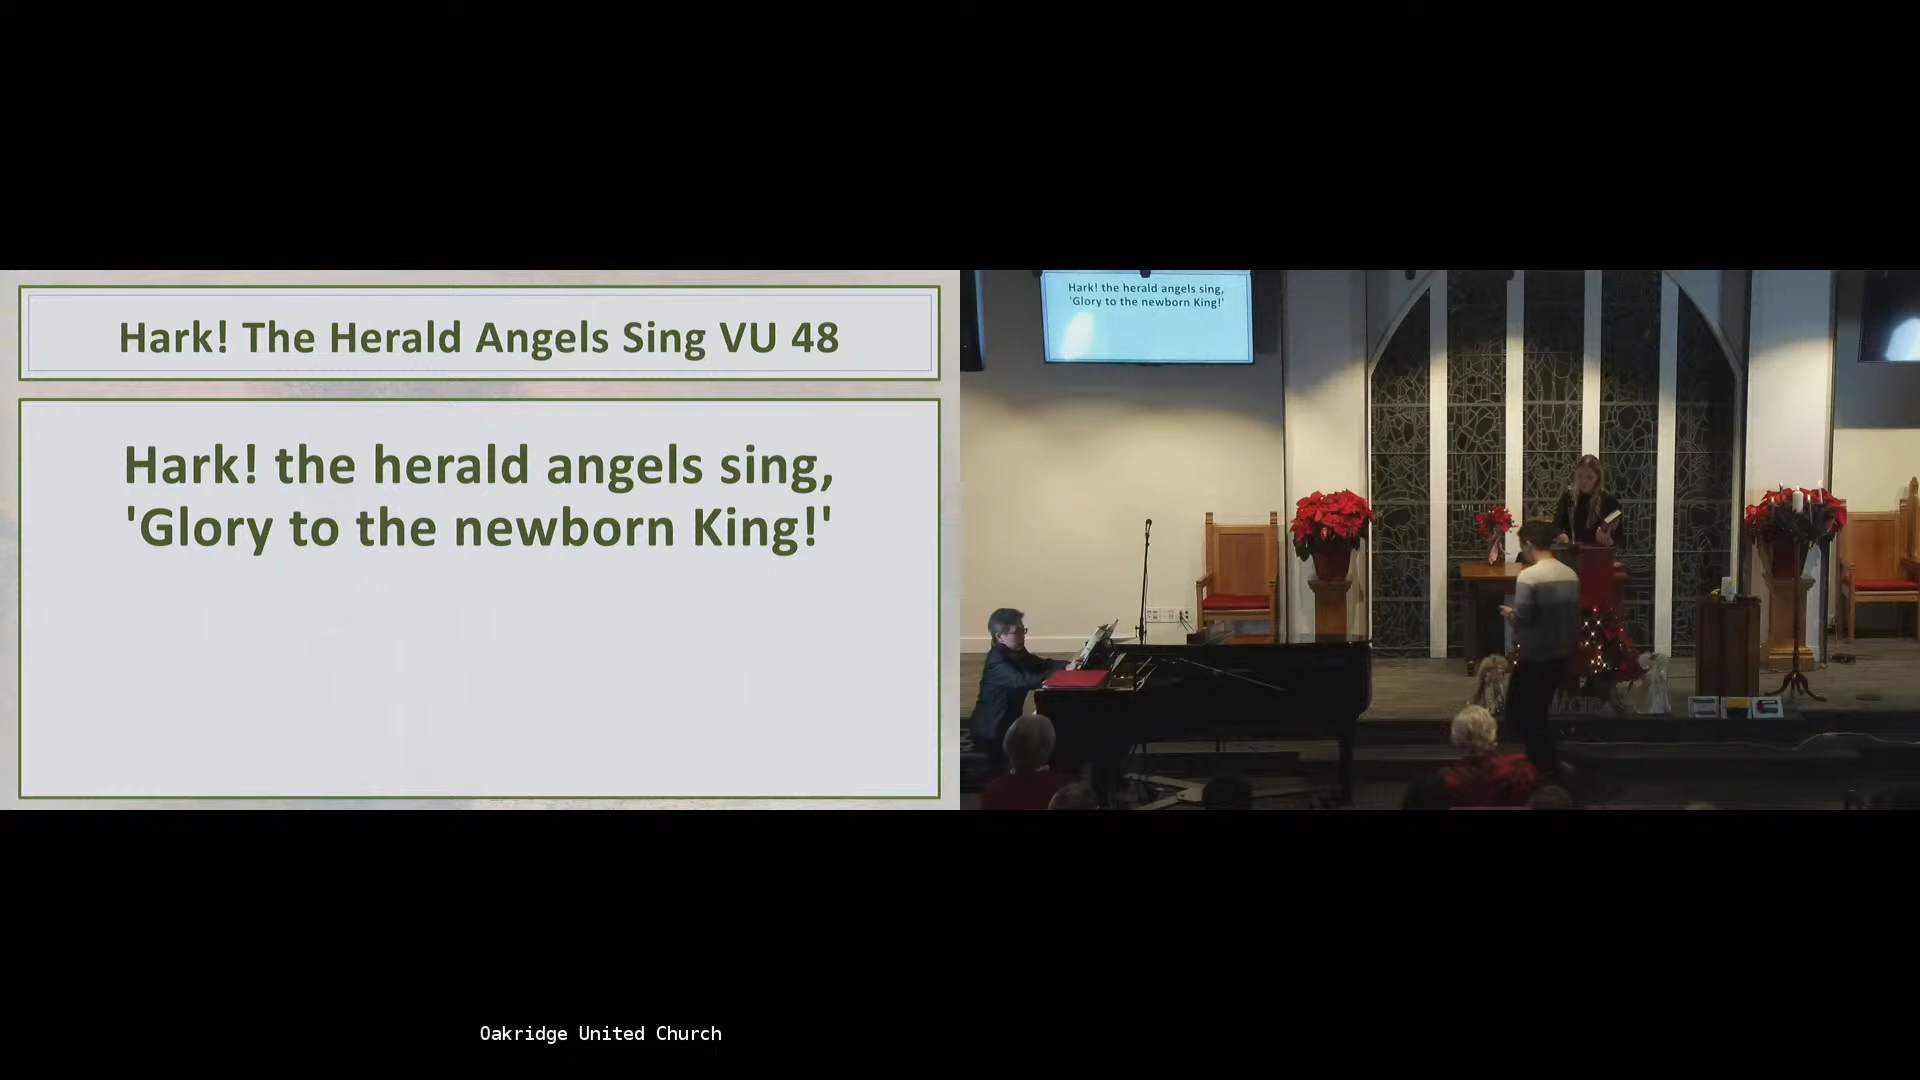 Hark! The Herald Angels Sing VU 48
Hark! the herald angels sing,
'Glory to the newborn King!'
Hark! the herald angels sing,
'Glory to the newborn King!'
Oakridge United Church